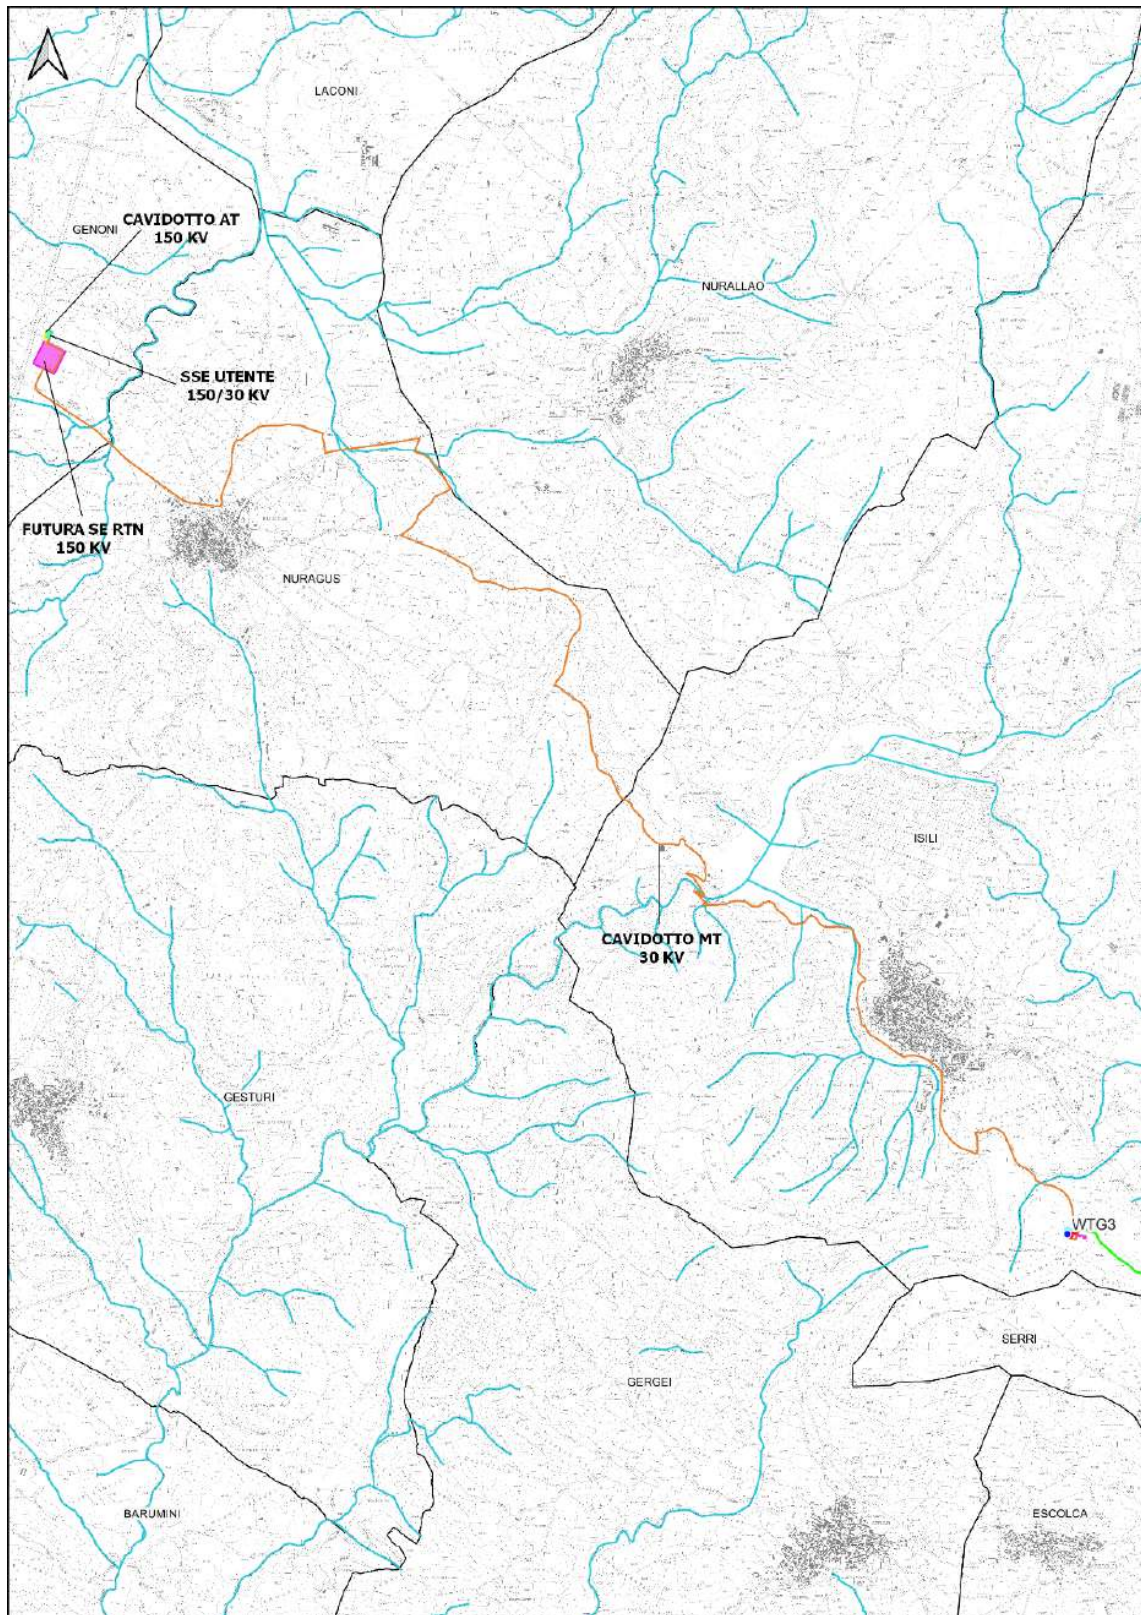 LACONI
CAVIDOTTO AT
150 KV
GENONI
NURALLAO
SSE UTENTE
150/30 KV
FUTURA SE RTN
150 KV
NURAGUS
ISILI
CAVIDOTTO MT
30 KV
GESTURI
WTG3
SERRI
GERGEI
BARUMINI
ESCOLCA